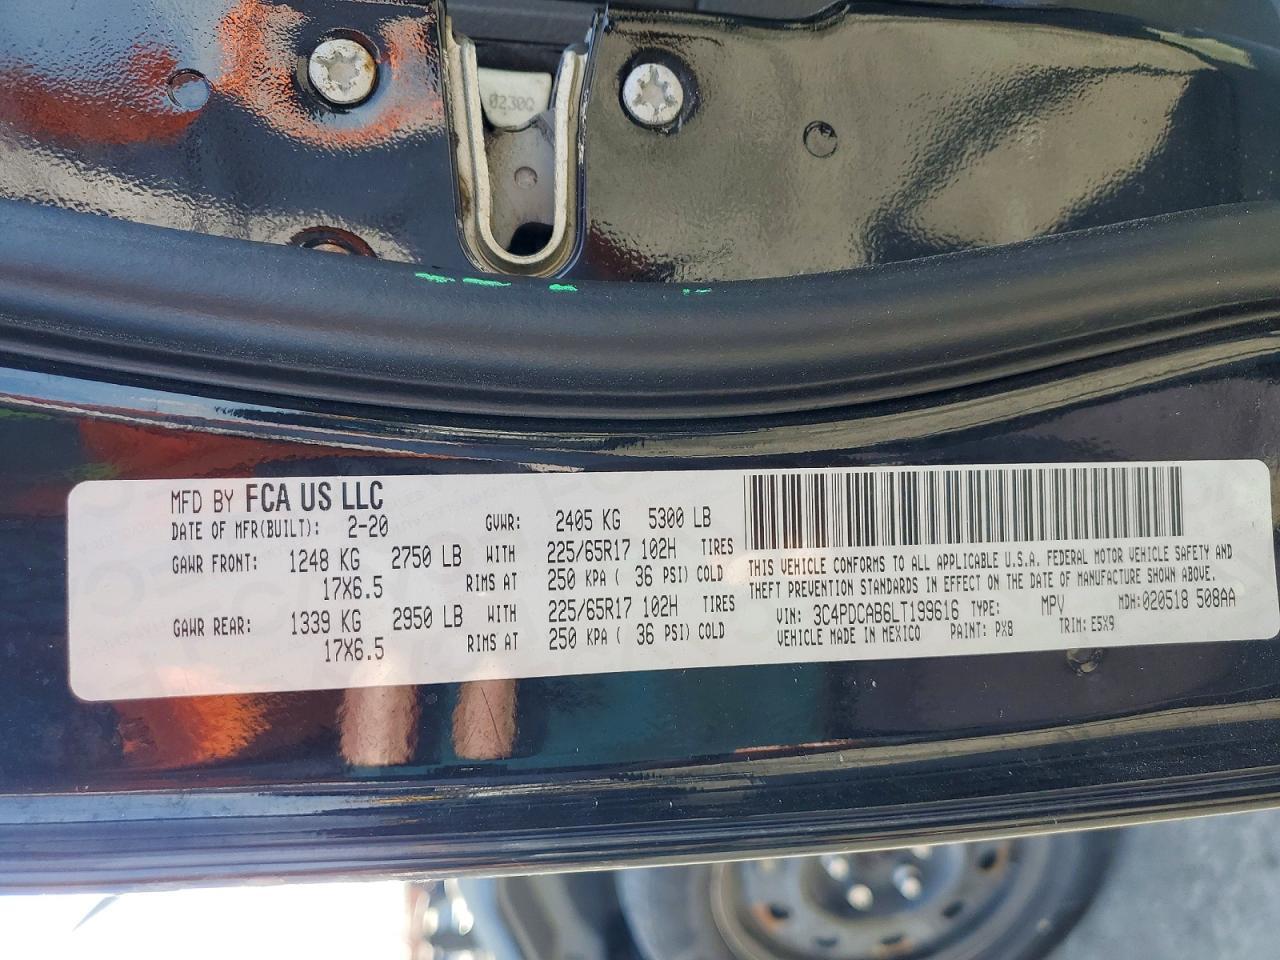 0230Q
MFD BY FCA US LLC
DATE OF MFR(BUILT): 2-20 GVWR: 2405 KG 5300 LB
GAWR FRONT: 1248 KG 2750 LB WITH 225/65R17 102H TIRES
17X6.5 RIMS AT 250 KPA ( 36 PSI) COLD
GAWR REAR: 1339 KG 2950 LB WITH 225/65R17 102H TIRES
17X6.5 RIMS AT 250 KPA ( 36 PSI) COLD
THIS VEHICLE CONFORMS TO ALL APPLICABLE U.S.A. FEDERAL MOTOR VEHICLE SAFETY AND
THEFT PREVENTION STANDARDS IN EFFECT ON THE DATE OF MANUFACTURE SHOWN ABOVE.
VIN: 3C4PDCAB6LT199616 TYPE: MPV MDH: 020518 508AA
VEHICLE MADE IN MEXICO PAINT: PX8 TRIM: E5X9